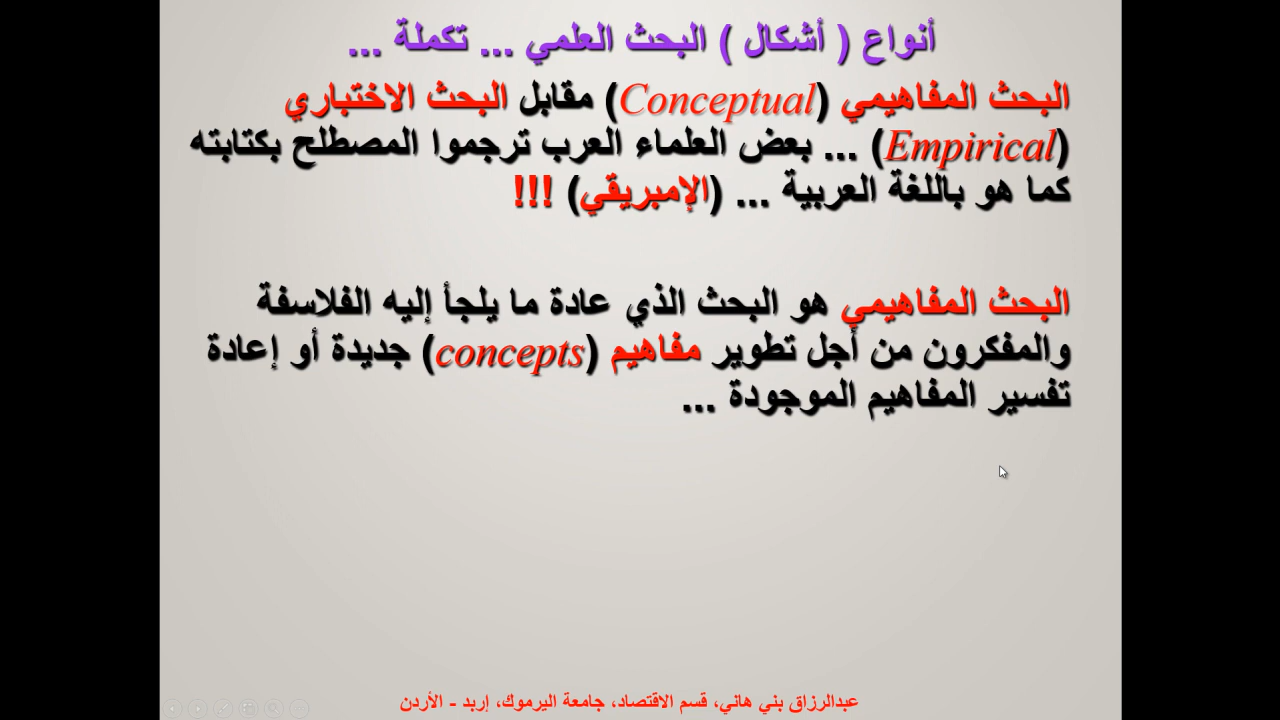 أنواع ( أشكال ) البحث العلمي ... تكملة ...
البحث المفاهيمي (Conceptual) مقابل البحث الاختباري
(Empirical) ... بعض العلماء العرب ترجموا المصطلح بكتابته
كما هو باللغة العربية ... (الإمبريقي) !!!
البحث المفاهيمي هو البحث الذي عادة ما يلجأ إليه الفلاسفة
والمفكرون من أجل تطوير مفاهيم (concepts) جديدة أو إعادة
تفسير المفاهيم الموجودة ...
عبدالرزاق بني هاني، قسم الاقتصاد، جامعة اليرموك، إربد - الأردن